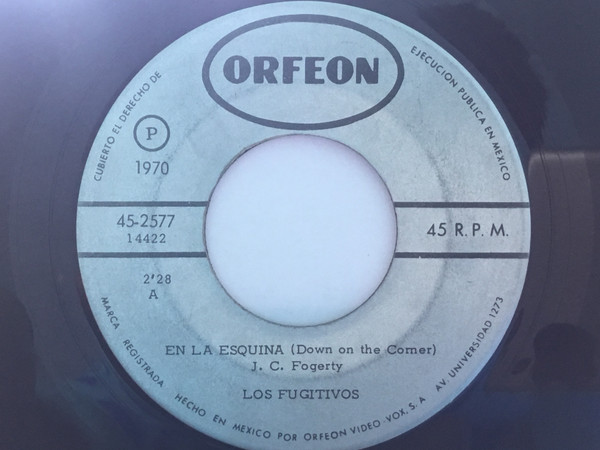 ORFEON
CUBIERTO EL DERECHO DE
EJECUCION PUBLICA EN MEXICO
P
1970
45-2577
14422
45 R.P.M.
2'28
A
EN LA ESQUINA (Down on the Corner)
J. C. Fogerty
LOS FUGITIVOS
MARCA REGISTRADA HECHO EN MEXICO POR ORFEON VIDEO-VOX, S. A AV. UNIVERSIDAD 1273